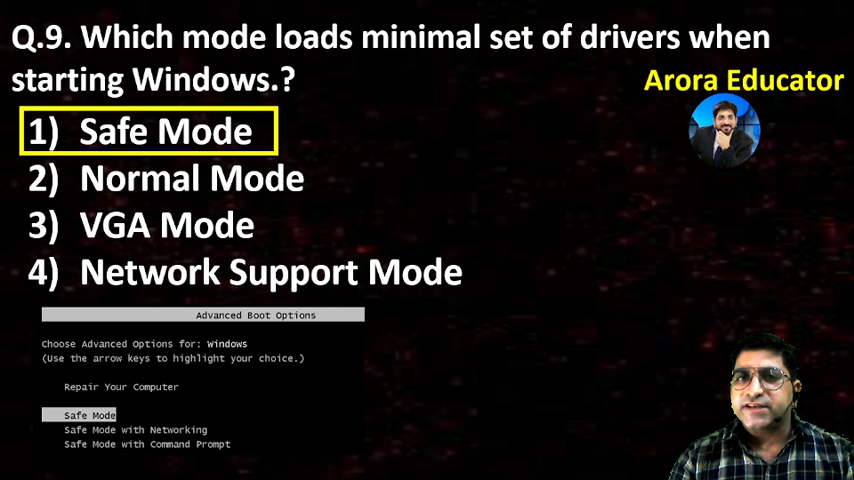 Q.9. Which mode loads minimal set of drivers when
starting Windows.?
Arora Educator
1) Safe Mode
2) Normal Mode
3) VGA Mode
4) Network Support Mode
Advanced Boot Options
Choose Advanced Options for: Windows
(Use the arrow keys to highlight your choice.)
Repair Your Computer
Safe Mode
Safe Mode with Networking
Safe Mode with Command Prompt